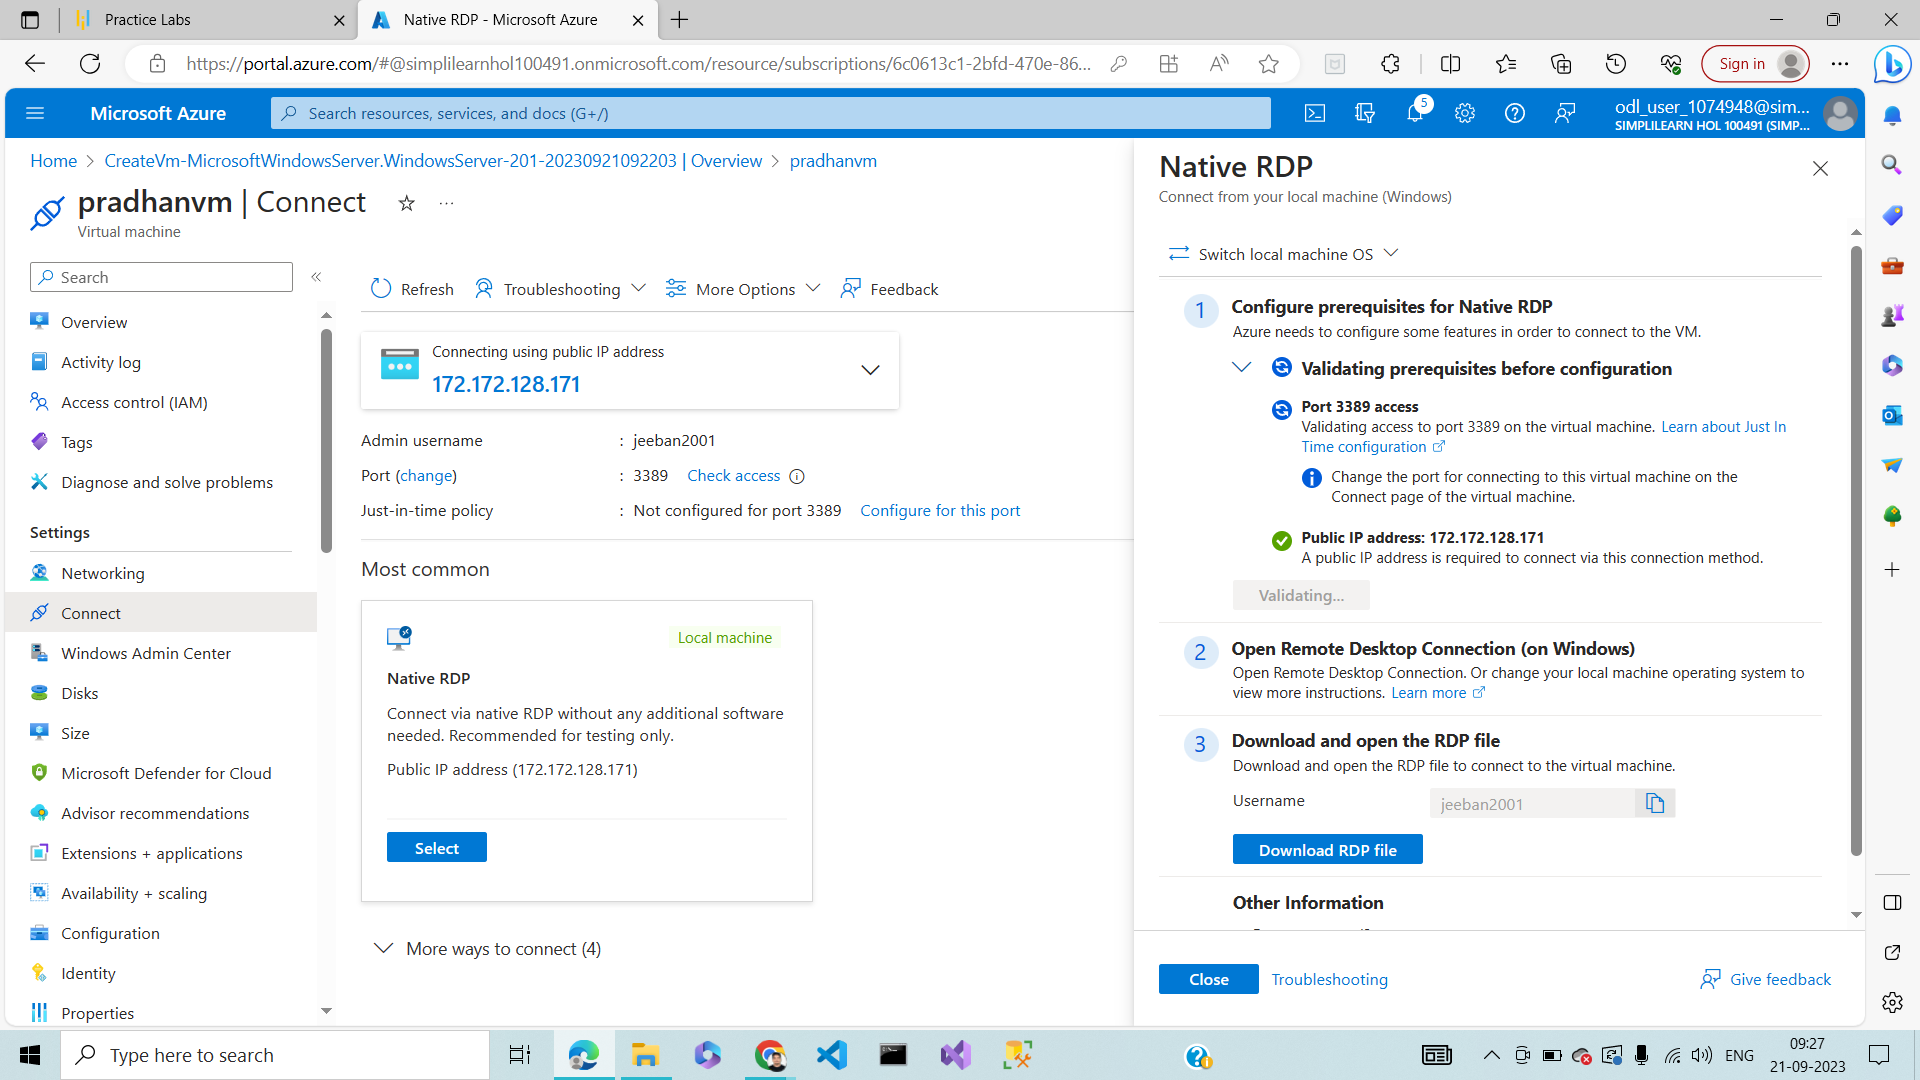 Practice Labs
Native RDP - Microsoft Azure
https://portal.azure.com/#@simplilearnhol100491.onmicrosoft.com/resource/subscriptions/6c0613c1-2bfd-470e-86...
Sign in
Microsoft Azure
Search resources, services, and docs (G+/)
5
odl_user_1074948@sim...
SIMPLILEARN HOL 100491 (SIMP...
Home > CreateVm-MicrosoftWindowsServer.WindowsServer-201-20230921092203 | Overview > pradhanvm
pradhanvm | Connect
Virtual machine
Search
Overview
Activity log
Access control (IAM)
Tags
Diagnose and solve problems
Settings
Networking
Connect
Windows Admin Center
Disks
Size
Microsoft Defender for Cloud
Advisor recommendations
Extensions + applications
Availability + scaling
Configuration
Identity
Properties
Refresh
Troubleshooting
More Options
Feedback
Connecting using public IP address
172.172.128.171
Admin username : jeeban2001
Port (change) : 3389 Check access
Just-in-time policy : Not configured for port 3389 Configure for this port
Most common
Local machine
Native RDP
Connect via native RDP without any additional software
needed. Recommended for testing only.
Public IP address (172.172.128.171)
Select
More ways to connect (4)
Native RDP
Connect from your local machine (Windows)
Switch local machine OS
1
Configure prerequisites for Native RDP
Azure needs to configure some features in order to connect to the VM.
Validating prerequisites before configuration
Port 3389 access
Validating access to port 3389 on the virtual machine. Learn about Just In
Time configuration
Change the port for connecting to this virtual machine on the
Connect page of the virtual machine.
Public IP address: 172.172.128.171
A public IP address is required to connect via this connection method.
Validating...
2
Open Remote Desktop Connection (on Windows)
Open Remote Desktop Connection. Or change your local machine operating system to
view more instructions. Learn more
3
Download and open the RDP file
Download and open the RDP file to connect to the virtual machine.
Username
jeeban2001
Download RDP file
Other Information
Close
Troubleshooting
Give feedback
Type here to search
ENG
09:27
21-09-2023